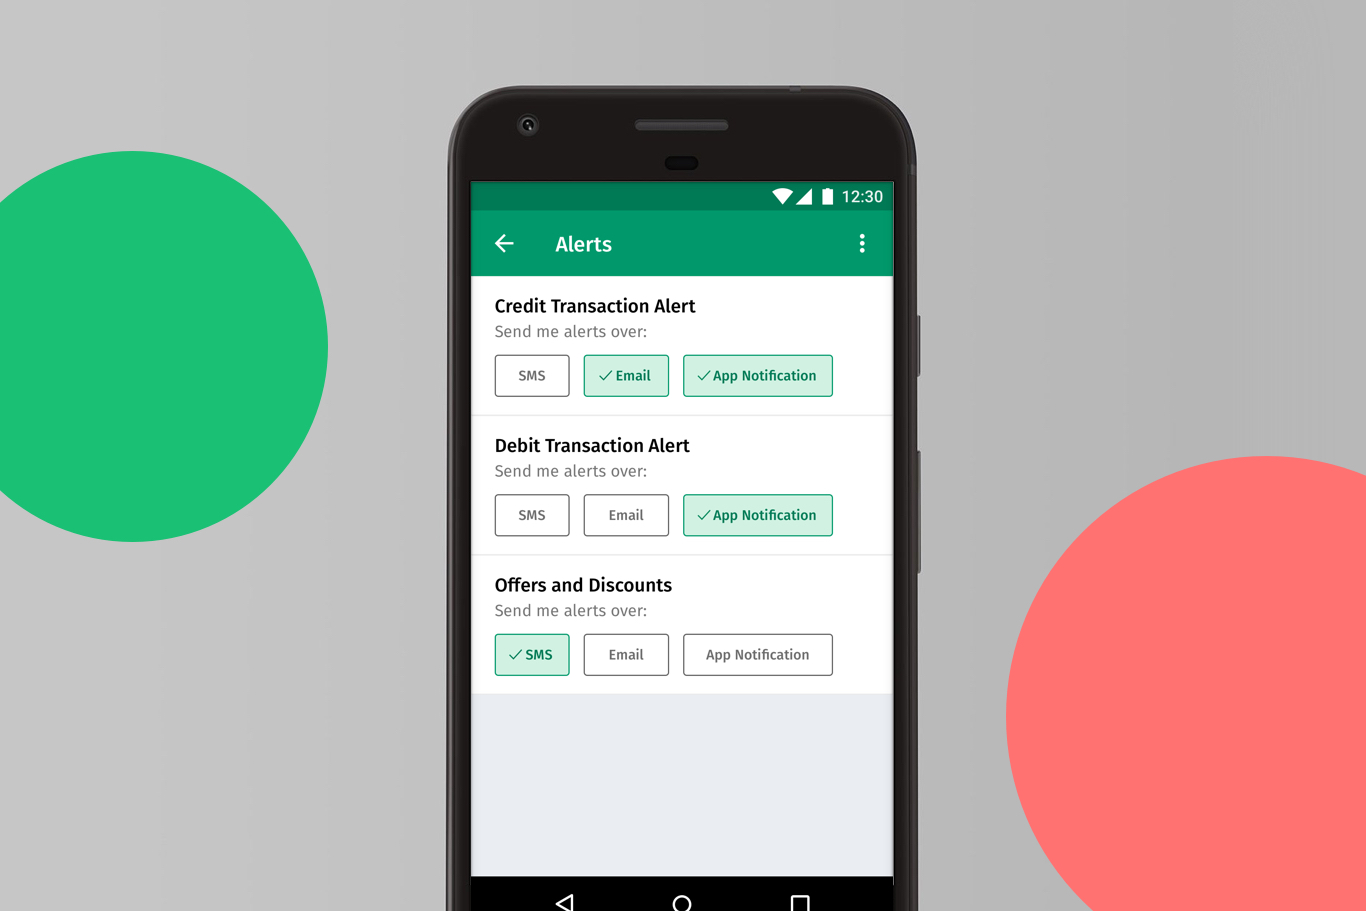 12:30
Alerts
Credit Transaction Alert
Send me alerts over:
SMS Email App Notification
Debit Transaction Alert
Send me alerts over:
SMS Email App Notification
Offers and Discounts
Send me alerts over:
SMS Email App Notification